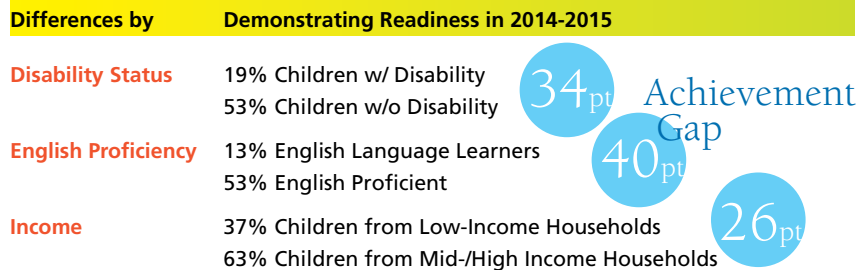 Differences by Demonstrating Readiness in 2014-2015
Disability Status 19% Children w/ Disability
53% Children w/o Disability
34pt
Achievement
Gap
English Proficiency 13% English Language Learners
53% English Proficient
40pt
Income 37% Children from Low-Income Households
63% Children from Mid-/High Income Households
26pt